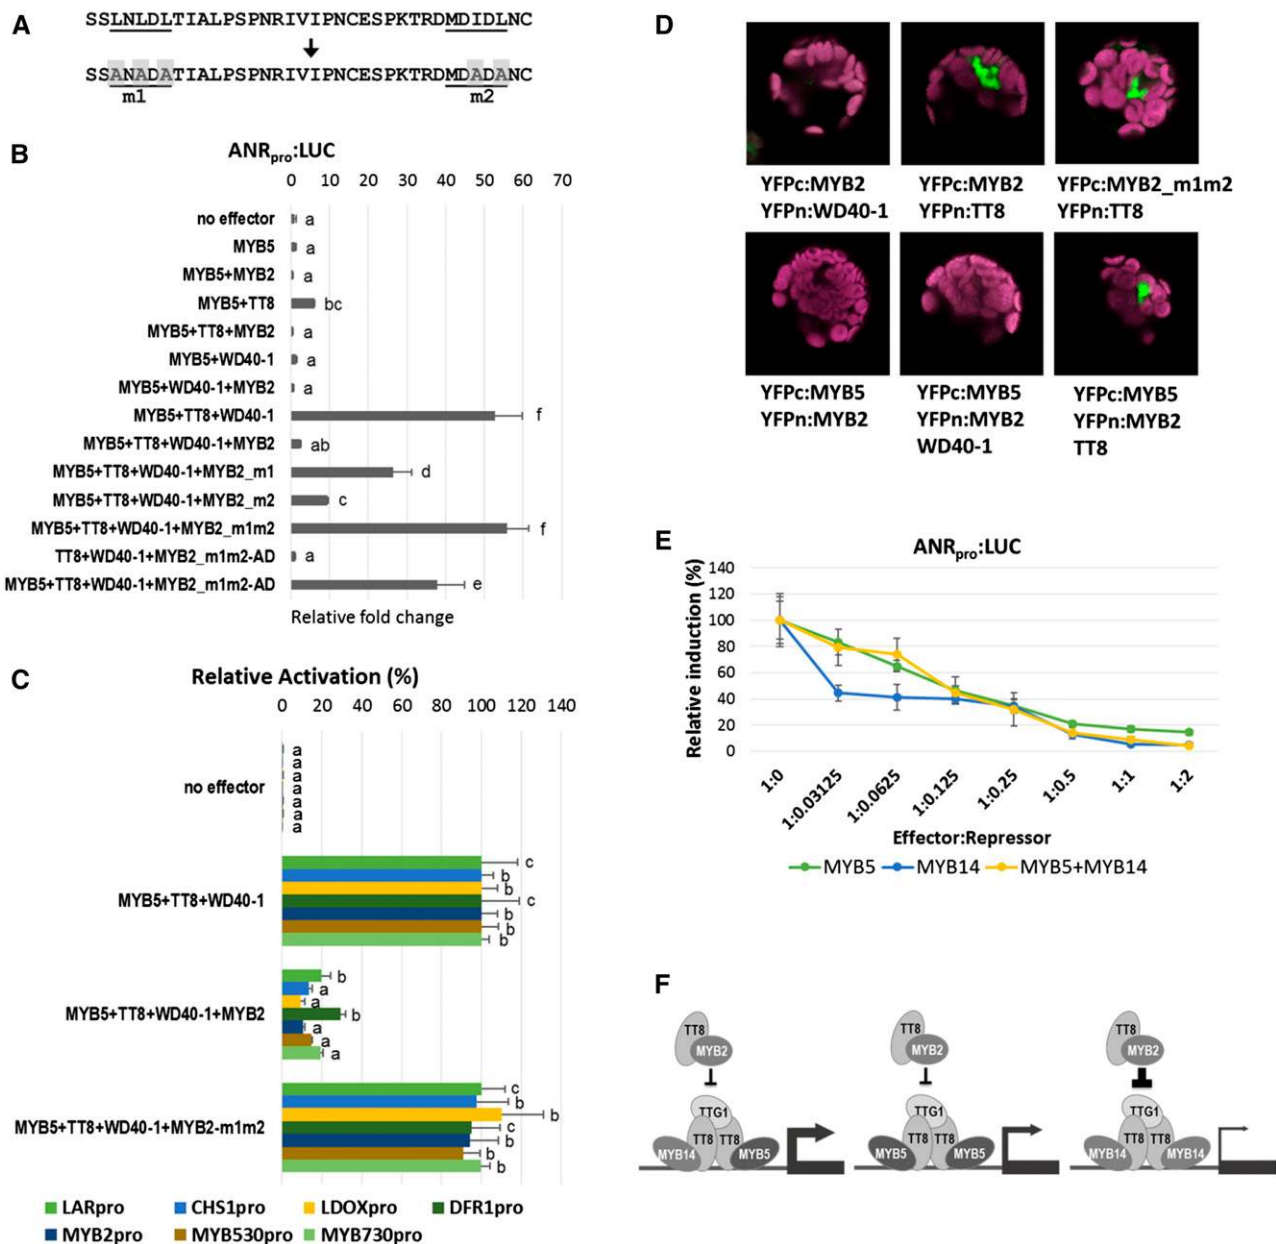 A
SSLNLDLTIALPSPNRIVIPNCESPKTRDMDIDLNC
SSANADATIALPSPNRIVIPNCESPKTRDMDADANC
m1 m2
B
ANRpro:LUC
0 10 20 30 40 50 60 70
no effector a
MYB5 a
MYB5+MYB2 a
MYB5+TT8 bc
MYB5+TT8+MYB2 a
MYB5+WD40-1 a
MYB5+WD40-1+MYB2 a
MYB5+TT8+WD40-1 f
MYB5+TT8+WD40-1+MYB2 ab
MYB5+TT8+WD40-1+MYB2_m1 d
MYB5+TT8+WD40-1+MYB2_m2 c
MYB5+TT8+WD40-1+MYB2_m1m2 f
TT8+WD40-1+MYB2_m1m2-AD a
MYB5+TT8+WD40-1+MYB2_m1m2-AD e
Relative fold change
C
Relative Activation (%)
0 20 40 60 80 100 120 140
no effector
a
a
a
a
a
a
a
MYB5+TT8+WD40-1
c
b
b
c
b
b
b
MYB5+TT8+WD40-1+MYB2
b
a
a
b
a
a
a
MYB5+TT8+WD40-1+MYB2-m1m2
c
b
b
c
b
b
b
LARpro CHS1pro LDOXpro DFR1pro
MYB2pro MYB530pro MYB730pro
D
YFPc:MYB2
YFPn:WD40-1
YFPc:MYB2
YFPn:TT8
YFPc:MYB2_m1m2
YFPn:TT8
YFPc:MYB5
YFPn:MYB2
YFPc:MYB5
YFPn:MYB2
WD40-1
YFPc:MYB5
YFPn:MYB2
TT8
E
ANRpro:LUC
Relative induction (%)
140
120
100
80
60
40
20
0
1:0 1:0.03125 1:0.0625 1:0.125 1:0.25 1:0.5 1:1 1:2
Effector:Repressor
MYB5 MYB14 MYB5+MYB14
F
TT8
MYB2
TTG1
TT8 TT8
MYB14 MYB5
TT8
MYB2
TTG1
TT8 TT8
MYB5 MYB5
TT8
MYB2
TTG1
TT8 TT8
MYB14 MYB14